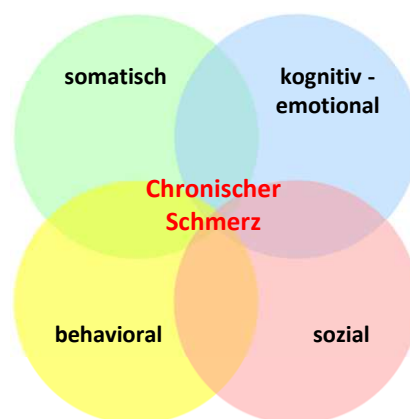 somatisch
kognitiv -
emotional
Chronischer
Schmerz
behavioral
sozial